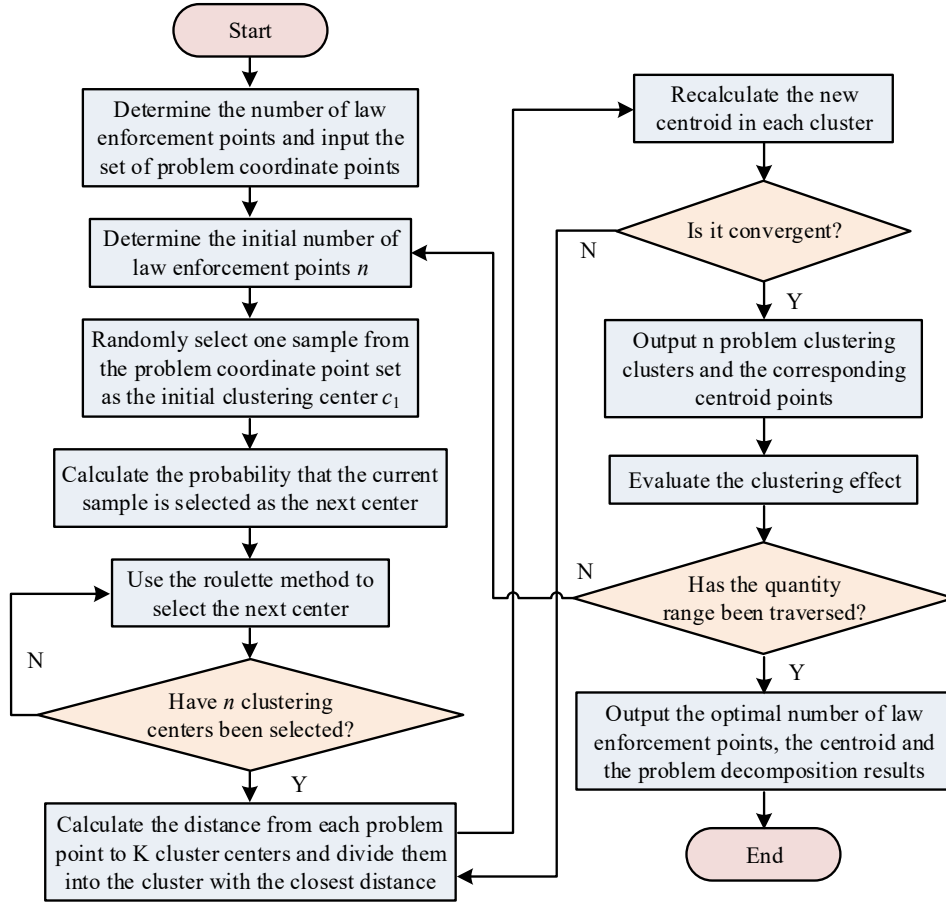 Start
Determine the number of law
enforcement points and input the
set of problem coordinate points
Determine the initial number of
law enforcement points n
Randomly select one sample from
the problem coordinate point set
as the initial clustering center c₁
Calculate the probability that the current
sample is selected as the next center
Use the roulette method to
select the next center
N
Have n clustering
centers been selected?
Y
Calculate the distance from each problem
point to K cluster centers and divide them
into the cluster with the closest distance
Recalculate the new
centroid in each cluster
Is it convergent?
N
Y
Output n problem clustering
clusters and the corresponding
centroid points
Evaluate the clustering effect
N
Has the quantity
range been traversed?
Y
Output the optimal number of law
enforcement points, the centroid and
the problem decomposition results
End